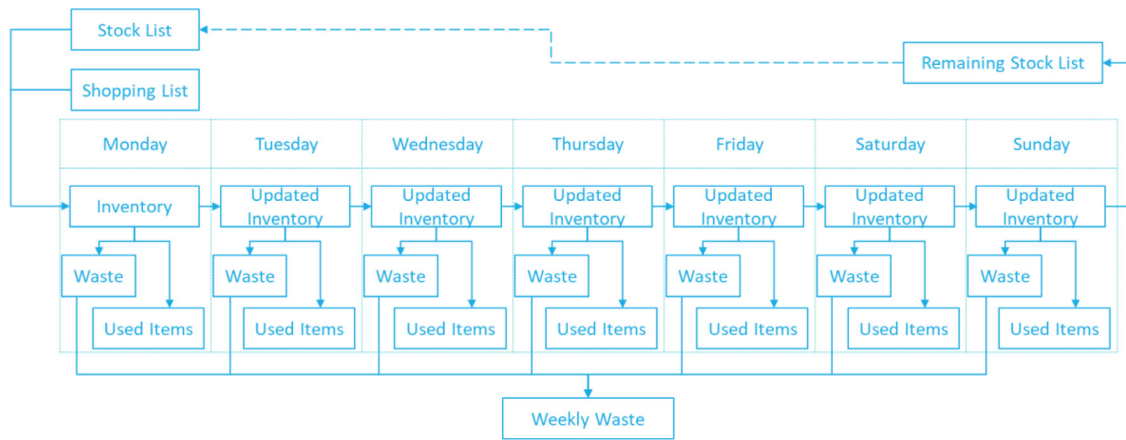 Stock List
Remaining Stock List
Shopping List
Monday
Tuesday
Wednesday
Thursday
Friday
Saturday
Sunday
Inventory
Updated
Inventory
Updated
Inventory
Updated
Inventory
Updated
Inventory
Updated
Inventory
Updated
Inventory
Waste
Waste
Waste
Waste
Waste
Waste
Waste
Used Items
Used Items
Used Items
Used Items
Used Items
Used Items
Used Items
Weekly Waste